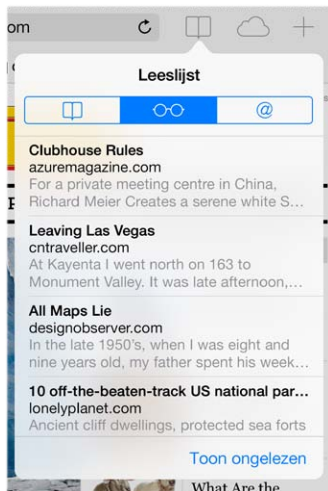 om
Leeslijst
@
Clubhouse Rules
azuremagazine.com
For a private meeting centre in China,
Richard Meier Creates a serene white S...
Leaving Las Vegas
cntraveller.com
At Kayenta I went north on 163 to
Monument Valley. It was late afternoon,...
All Maps Lie
designobserver.com
In the late 1950's, when I was eight and
nine years old, my father spent his week...
10 off-the-beaten-track US national par...
lonelyplanet.com
Ancient cliff dwellings, protected sea forts
Toon ongelezen
What Are the